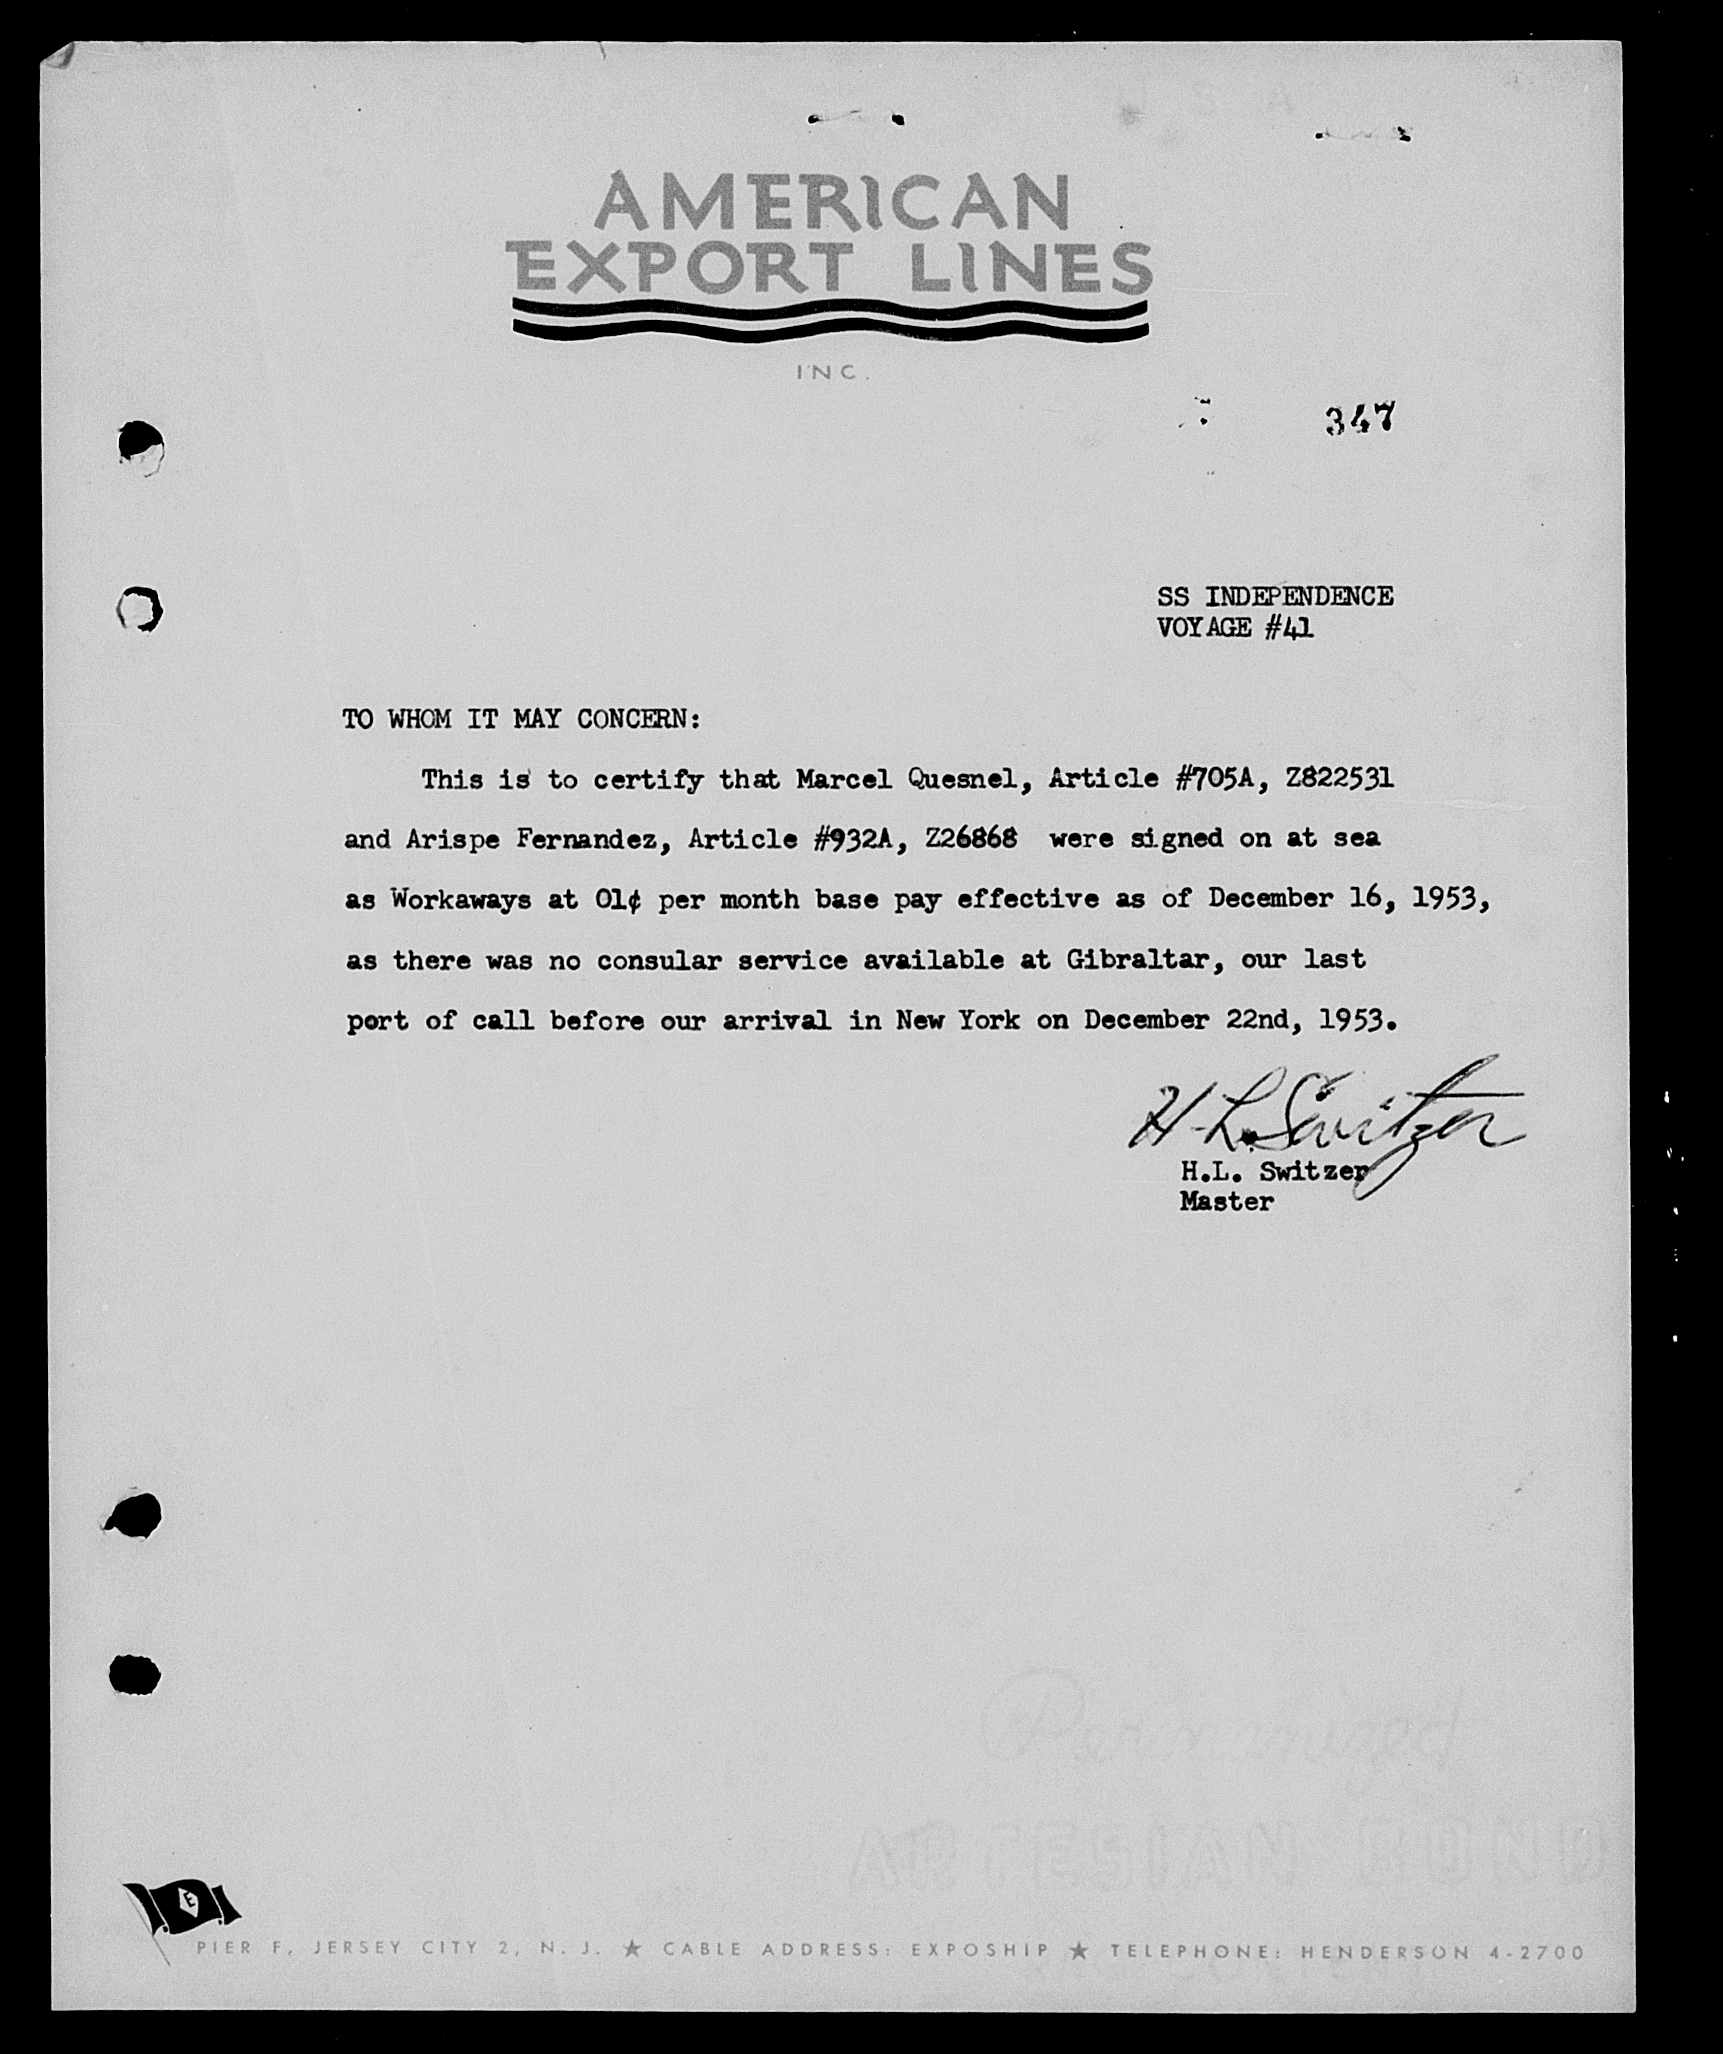 U S A
AMERICAN
EXPORT LINES
INC.
347
SS INDEPENDENCE
VOYAGE #41
TO WHOM IT MAY CONCERN:
This is to certify that Marcel Quesnel, Article #705A, Z822531
and Arispe Fernandez, Article #932A, Z26868 were signed on at sea
as Workaways at 01¢ per month base pay effective as of December 16, 1953,
as there was no consular service available at Gibraltar, our last
port of call before our arrival in New York on December 22nd, 1953.
H. L. Switzer
H.L. Switzer
Master
Permanized
ARTESIAN BOND
E
PIER F, JERSEY CITY 2, N. J. ★ CABLE ADDRESS: EXPOSHIP ★ TELEPHONE: HENDERSON 4-2700